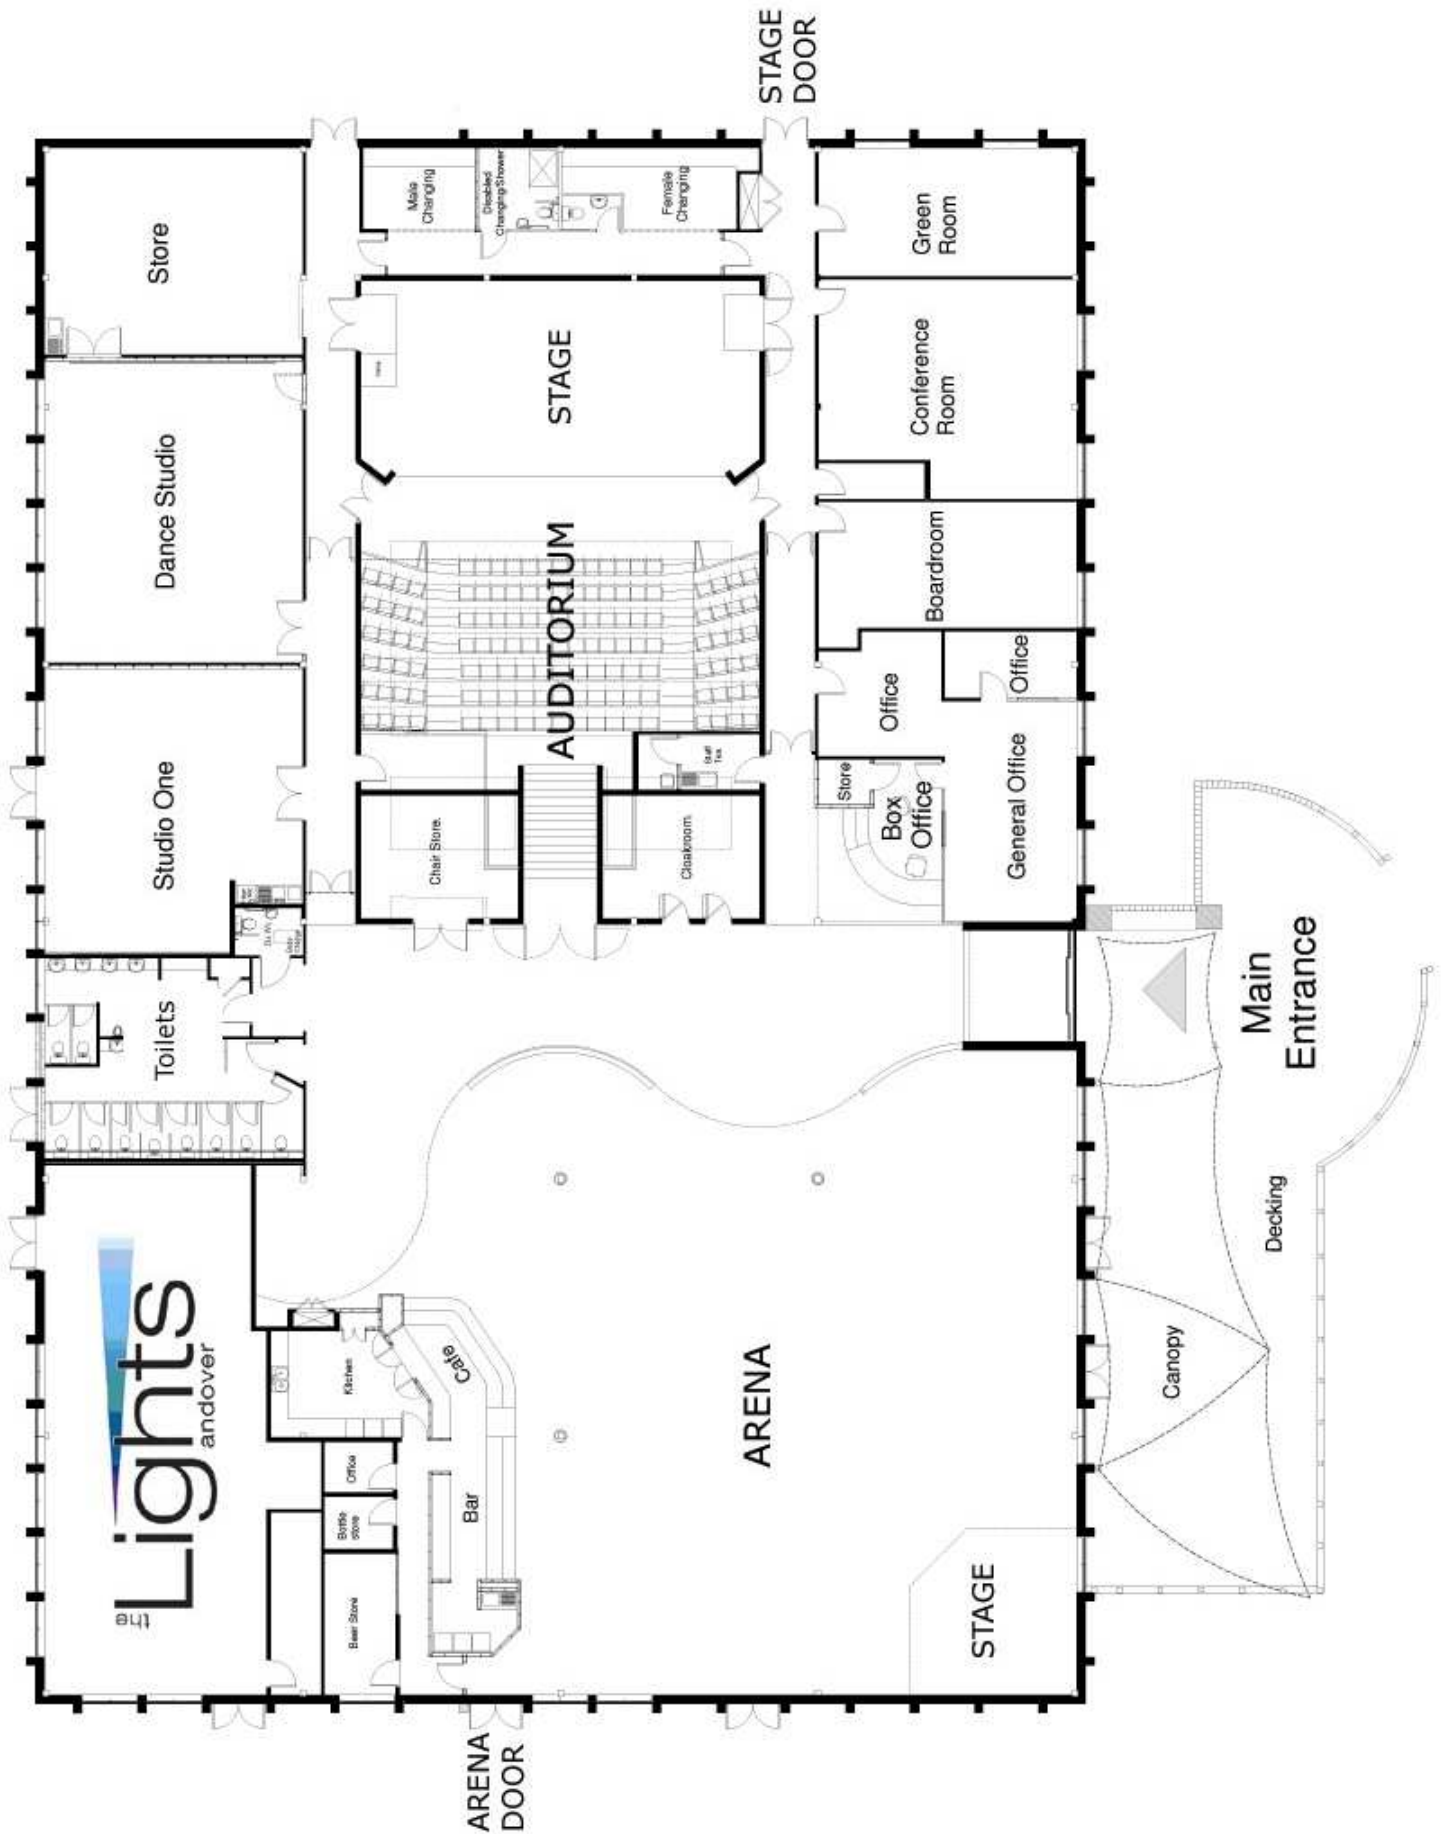 STAGE
DOOR
Store
Male
Changing
Disabled
Changing/Shower
Female
Changing
Green
Room
Dance Studio
STAGE
Conference
Room
AUDITORIUM
Boardroom
Office
Office
Studio One
Staff
Tea
Store
Box
Office
General Office
Chair Store.
Cloakroom.
Toilets
Main
Entrance
Decking
the
Lights
andover
Kitchen
Cafe
Canopy
ARENA
Office
Bottle
store
Bar
Beer Store
STAGE
ARENA
DOOR